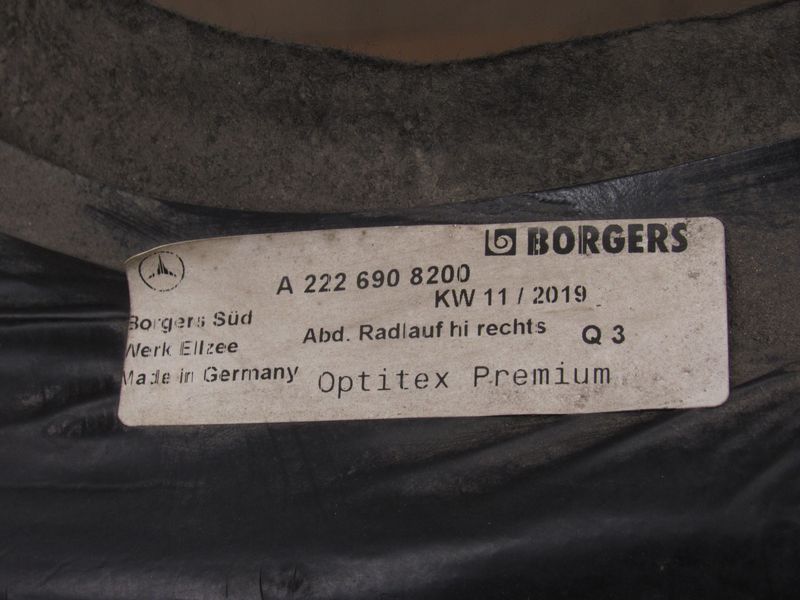 BORGERS
A 222 690 8200
KW 11 / 2019
Borgers Süd
Abd. Radlauf hi rechts
Q 3
Werk Ellzee
Made in Germany
Optitex Premium